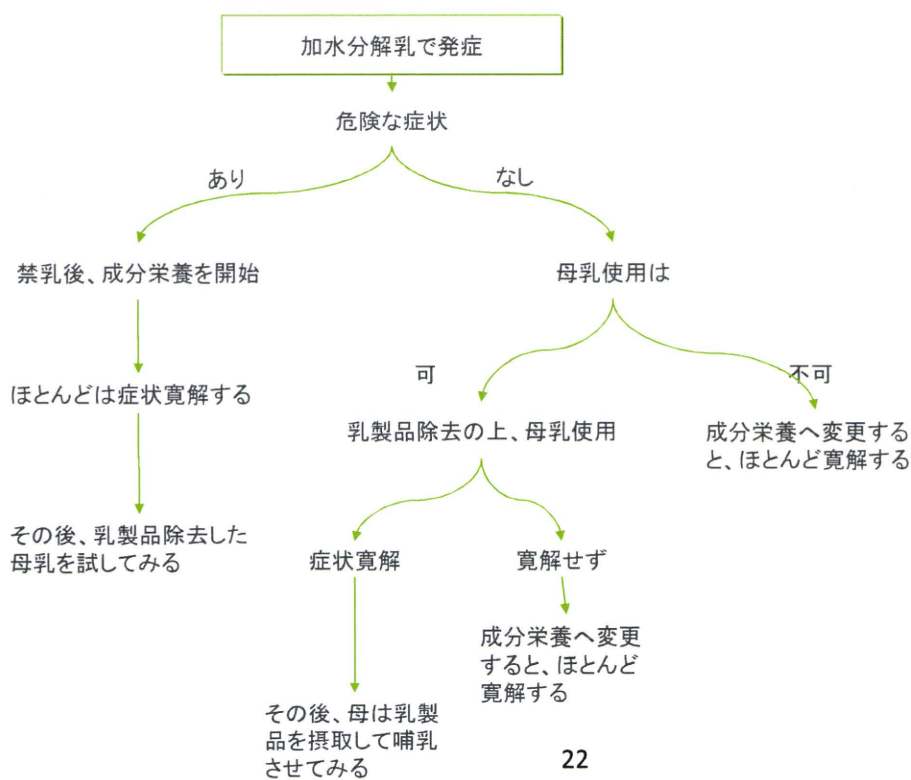 加水分解乳で発症
危険な症状
あり
なし
禁乳後、成分栄養を開始
母乳使用は
ほとんどは症状寛解する
可
不可
乳製品除去の上、母乳使用
成分栄養へ変更する
と、ほとんど寛解する
その後、乳製品除去した
母乳を試してみる
症状寛解
寛解せず
成分栄養へ変更
すると、ほとんど
寛解する
その後、母は乳製
品を摂取して哺乳
させてみる
22